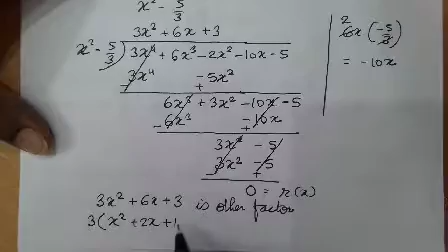 x² - 5/3
3x² + 6x + 3
x² - 5/3 ) 3x⁴ + 6x³ - 2x² - 10x - 5
3x⁴ - 5x²
+
6x³ + 3x² - 10x - 5
- 6x³ - 10x
+
3x² - 5
3x² - 5
- +
0 = r(x)
3x² + 6x + 3 is other factor
3(x² + 2x + 1
2
6x (-5/3)
= -10x